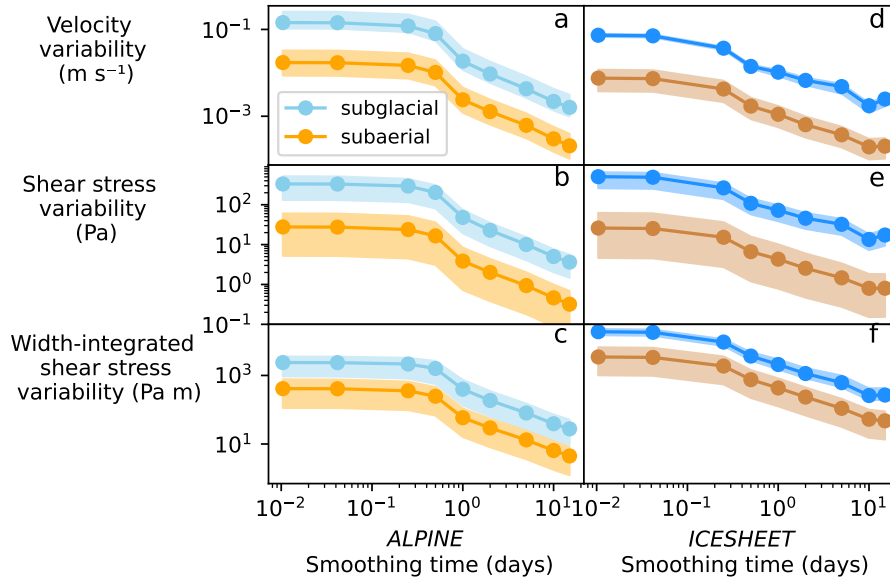 Velocity
variability
(m s⁻¹)
10⁻¹
10⁻³
a
d
subglacial
subaerial
Shear stress
variability
(Pa)
10²
10¹
10⁰
10⁻¹
b
e
Width-integrated
shear stress
variability (Pa m)
10³
10¹
c
f
10⁻² 10⁻¹ 10⁰ 10¹ 10⁻² 10⁻¹ 10⁰ 10¹
ALPINE ICESHEET
Smoothing time (days) Smoothing time (days)